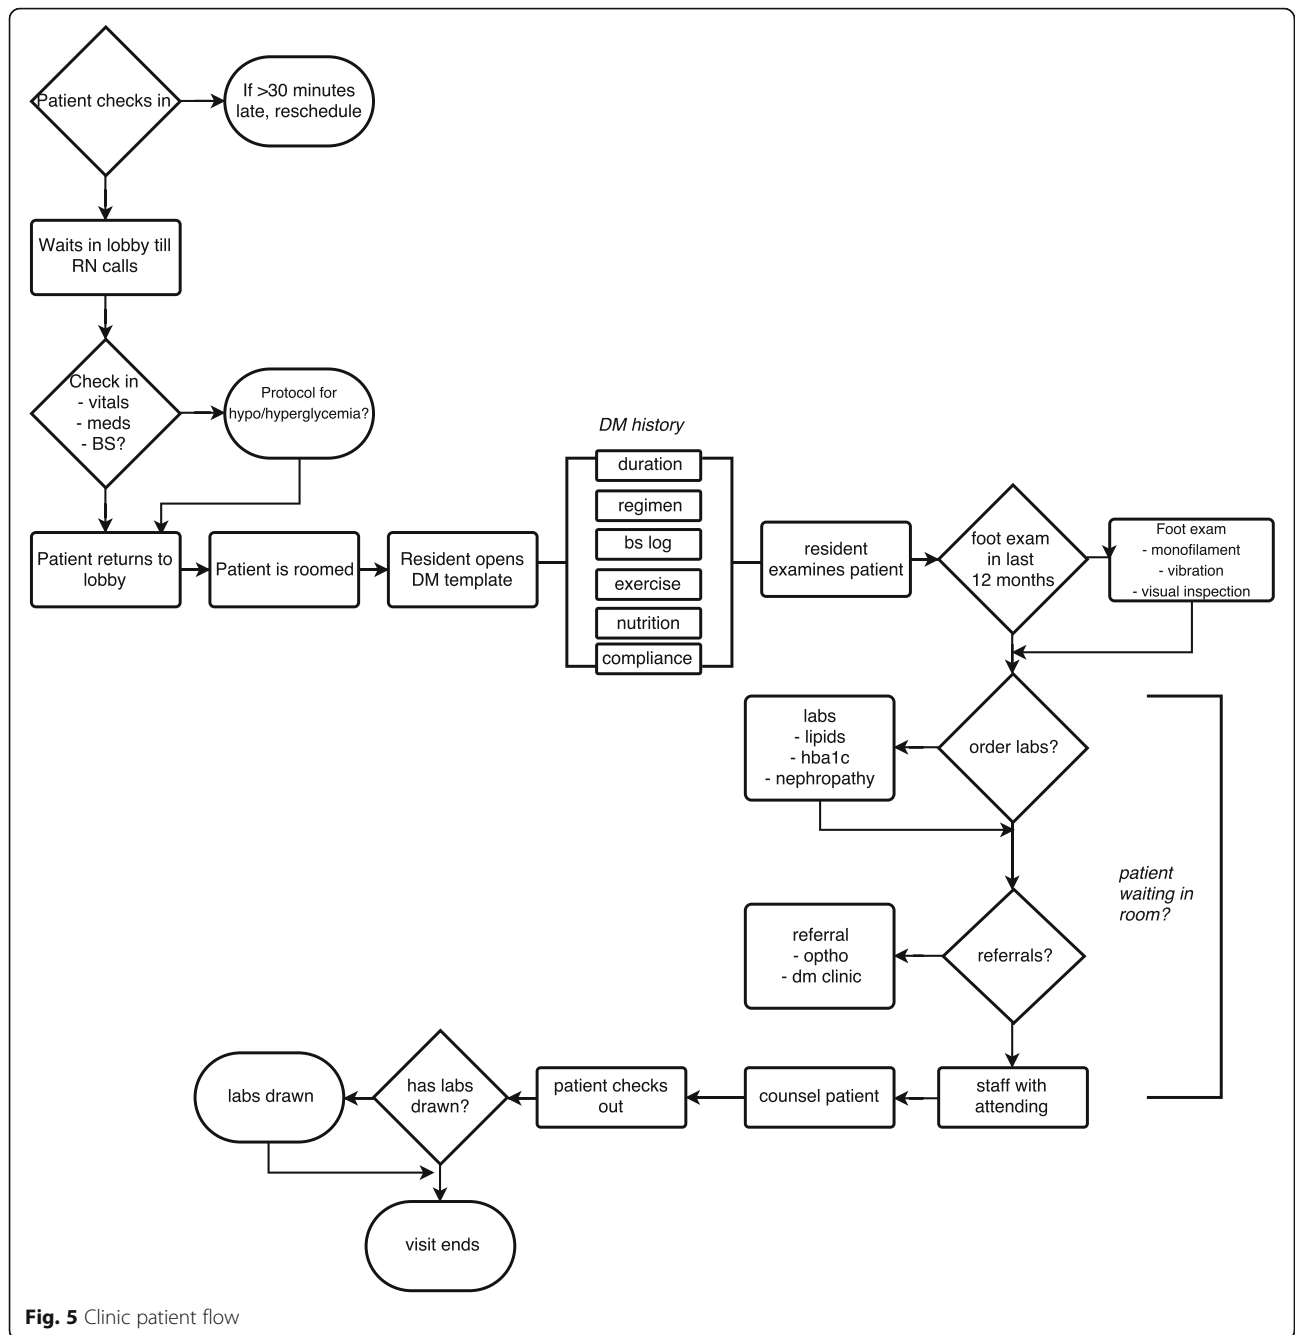 Patient checks in
If >30 minutes
late, reschedule
Waits in lobby till
RN calls
Check in
- vitals
- meds
- BS?
Protocol for
hypo/hyperglycemia?
Patient returns to
lobby
Patient is roomed
Resident opens
DM template
DM history
duration
regimen
bs log
exercise
nutrition
compliance
resident
examines patient
foot exam
in last
12 months
Foot exam
- monofilament
- vibration
- visual inspection
order labs?
labs
- lipids
- hba1c
- nephropathy
patient
waiting in
room?
referrals?
referral
- optho
- dm clinic
staff with
attending
counsel patient
patient checks
out
has labs
drawn?
labs drawn
visit ends
Fig. 5 Clinic patient flow